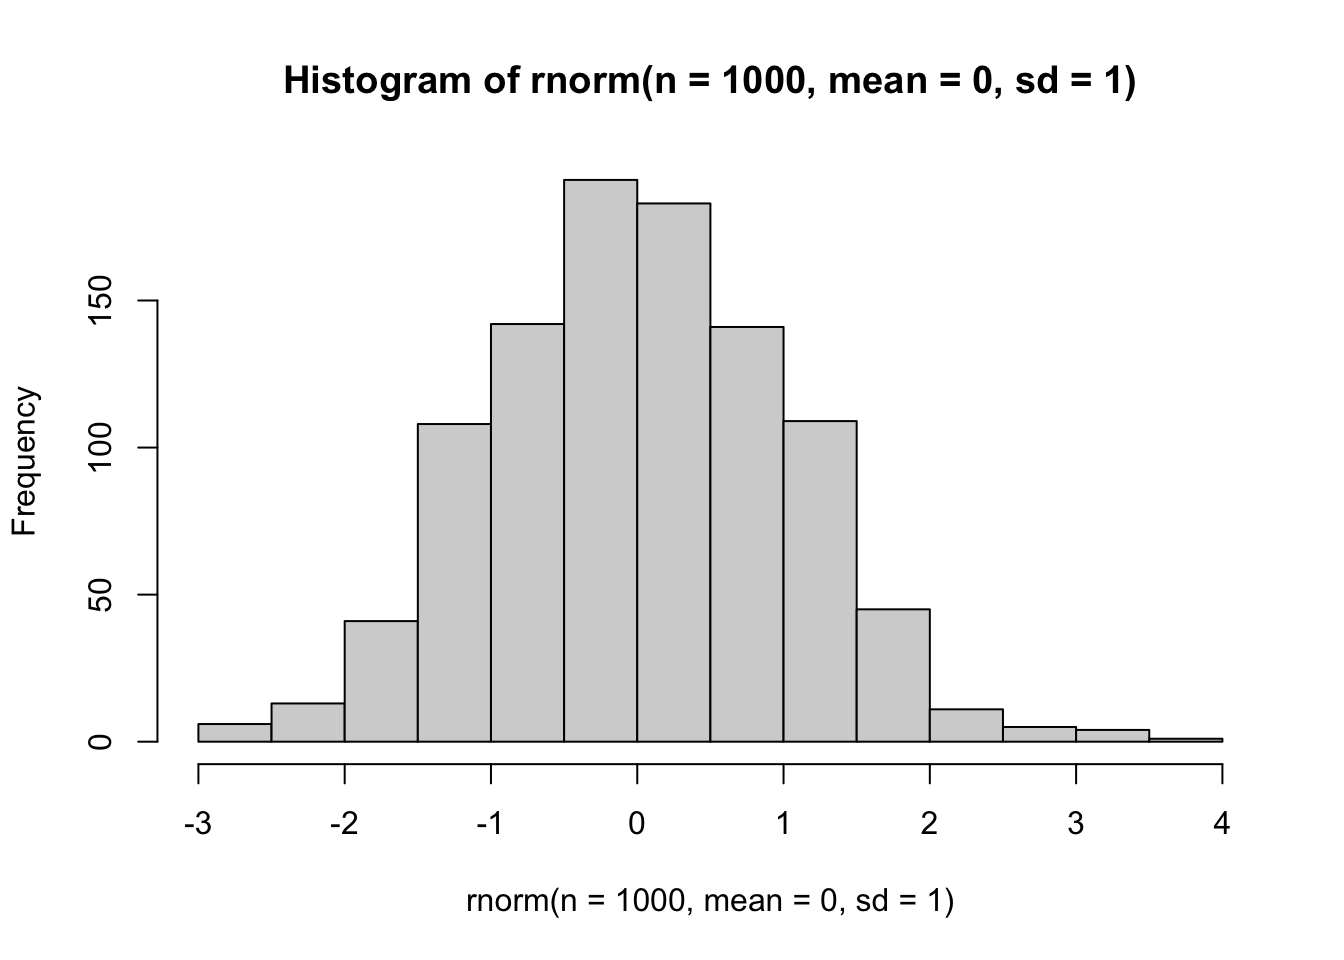 Histogram of rnorm(n = 1000, mean = 0, sd = 1)
Frequency
150
100
50
0
-3 -2 -1 0 1 2 3 4
rnorm(n = 1000, mean = 0, sd = 1)